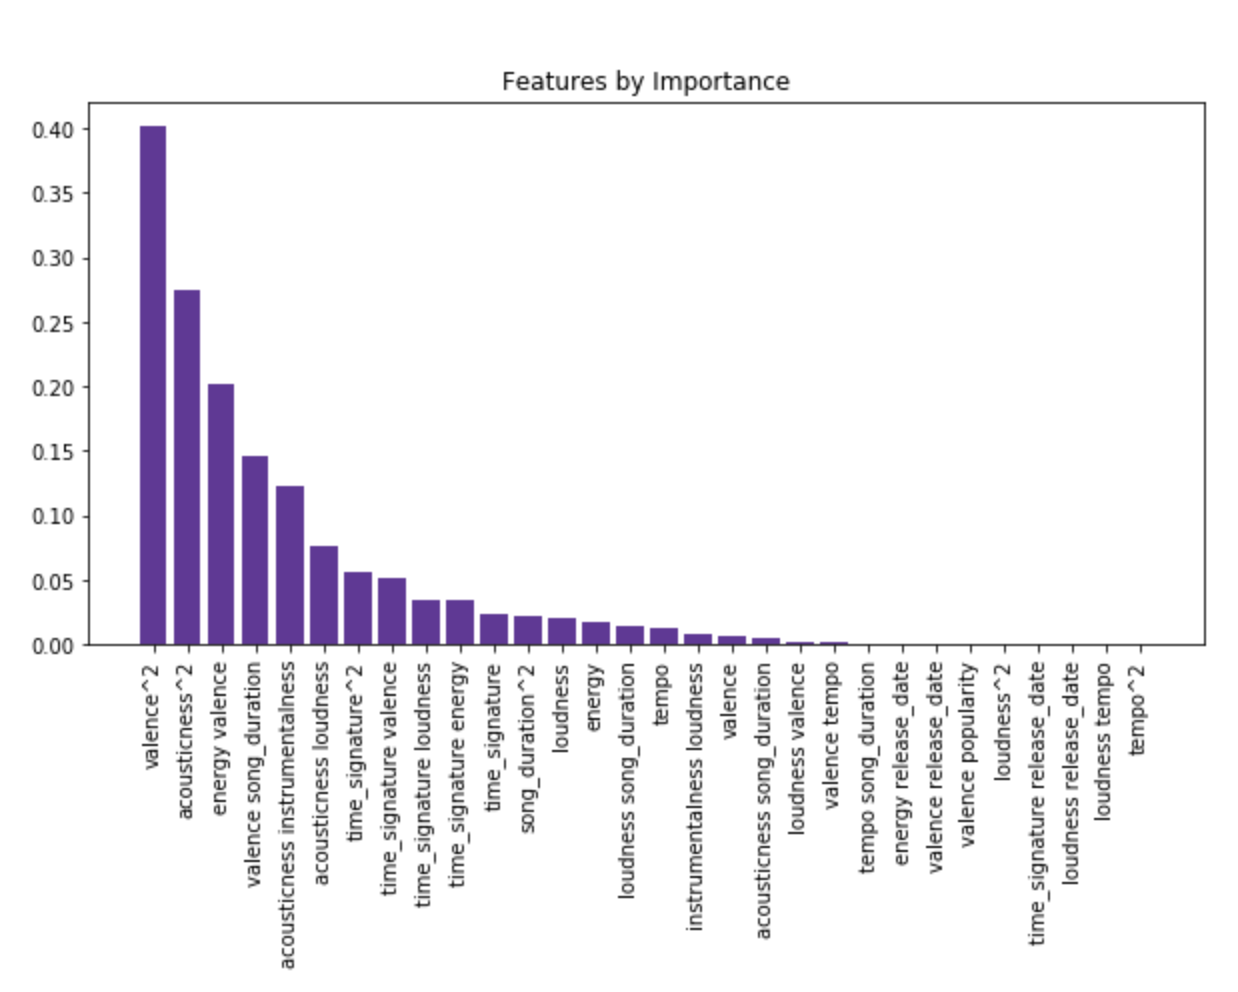 Features by Importance
0.40
0.35
0.30
0.25
0.20
0.15
0.10
0.05
0.00
valence^2
acousticness^2
energy valence
valence song_duration
acousticness instrumentalness
acousticness loudness
time_signature^2
time_signature valence
time_signature loudness
time_signature energy
time_signature
song_duration^2
loudness
energy
loudness song_duration
tempo
instrumentalness loudness
valence
acousticness song_duration
loudness valence
valence tempo
tempo song_duration
energy release_date
valence release_date
valence popularity
loudness^2
time_signature release_date
loudness release_date
loudness tempo
tempo^2